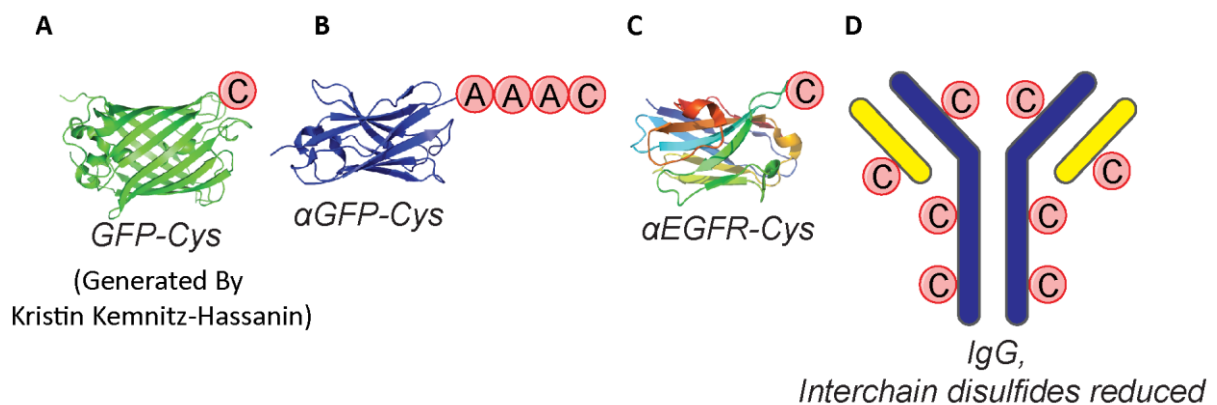 A
B
C
D
C
A A A C
C
C
C
C
C
C
C
C
C
GFP-Cys
αGFP-Cys
αEGFR-Cys
(Generated By
Kristin Kemnitz-Hassanin)
IgG,
Interchain disulfides reduced